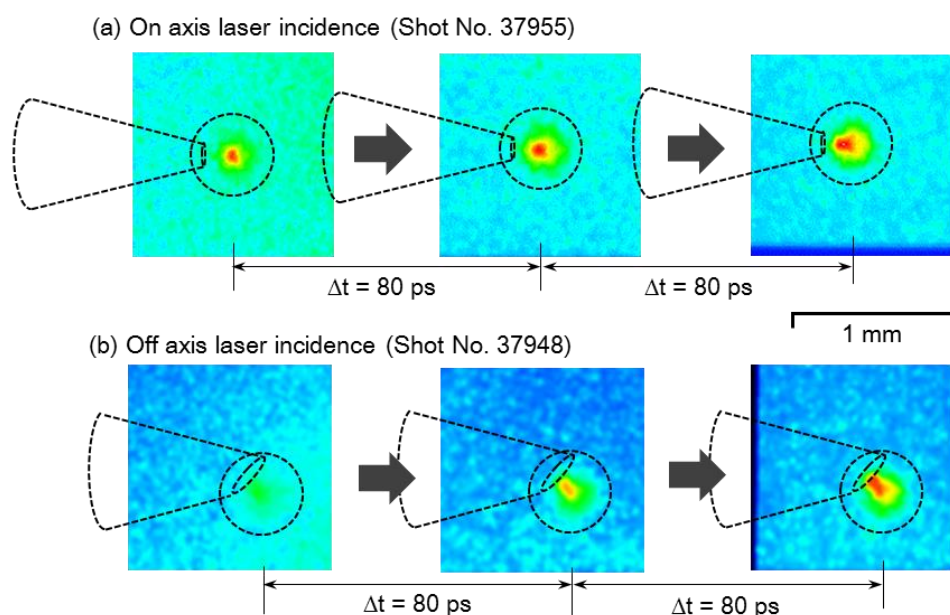 (a) On axis laser incidence (Shot No. 37955)
Δt = 80 ps
Δt = 80 ps
1 mm
(b) Off axis laser incidence (Shot No. 37948)
Δt = 80 ps
Δt = 80 ps